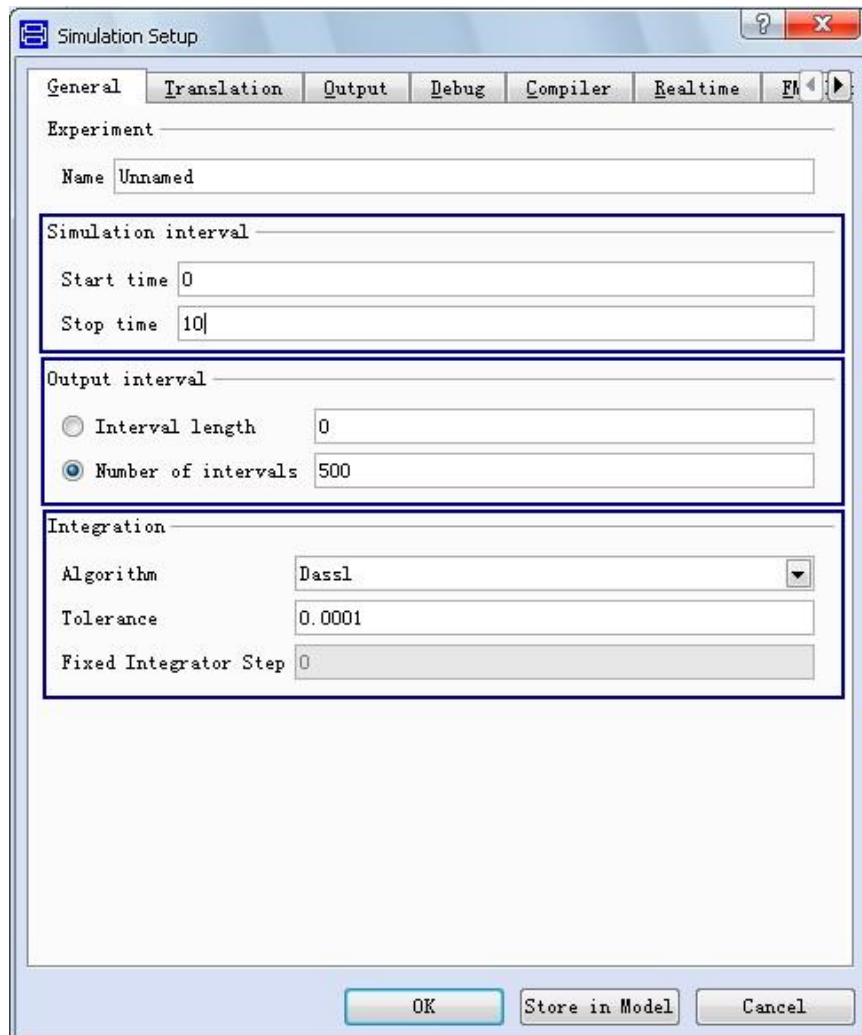 Simulation Setup
General Translation Output Debug Compiler Realtime
Experiment
Name Unnamed
Simulation interval
Start time 0
Stop time 10
Output interval
Interval length 0
Number of intervals 500
Integration
Algorithm Dassl
Tolerance 0.0001
Fixed Integrator Step 0
OK Store in Model Cancel